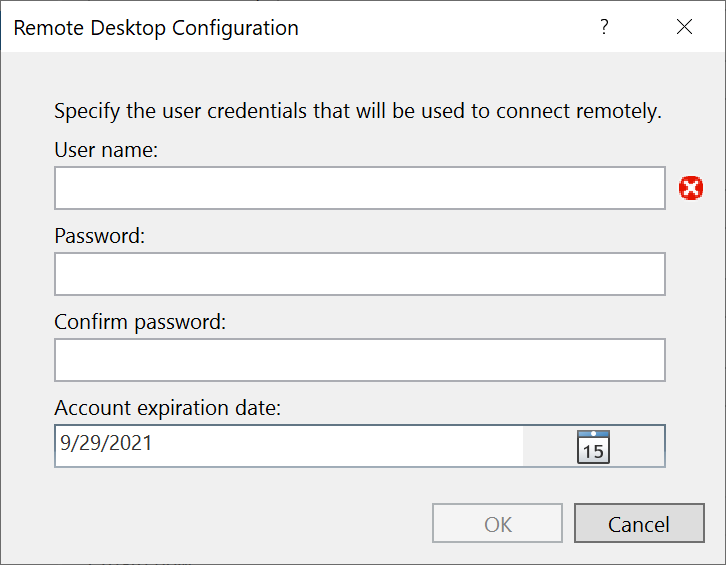 Remote Desktop Configuration
?
Specify the user credentials that will be used to connect remotely.
User name:
Password:
Confirm password:
Account expiration date:
9/29/2021
15
OK
Cancel